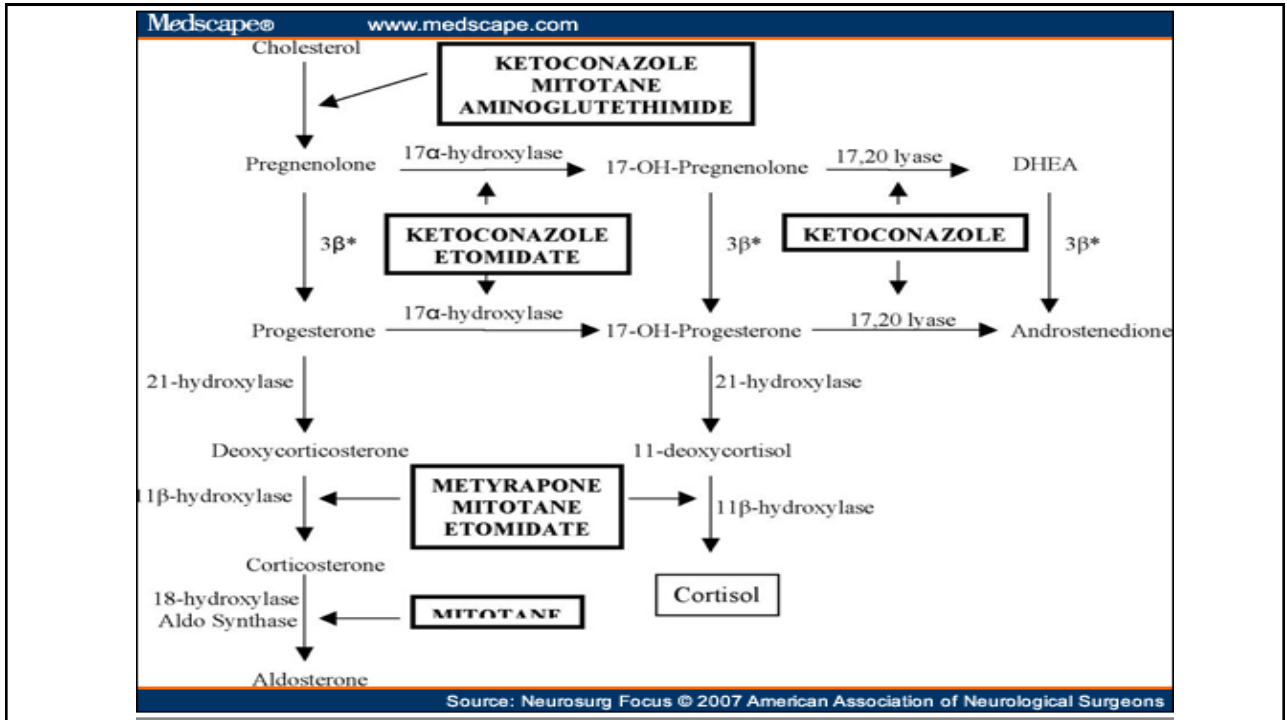 Medscape® www.medscape.com
Cholesterol
KETOCONAZOLE
MITOTANE
AMINOGLUTETHIMIDE
Pregnenolone
17α-hydroxylase
17-OH-Pregnenolone
17,20 lyase
DHEA
3β*
KETOCONAZOLE
ETOMIDATE
3β*
KETOCONAZOLE
3β*
Progesterone
17α-hydroxylase
17-OH-Progesterone
17,20 lyase
Androstenedione
21-hydroxylase
21-hydroxylase
Deoxycorticosterone
11-deoxycortisol
11β-hydroxylase
METYRAPONE
MITOTANE
ETOMIDATE
11β-hydroxylase
Corticosterone
Cortisol
18-hydroxylase
Aldo Synthase
MITOTANE
Aldosterone
Source: Neurosurg Focus © 2007 American Association of Neurological Surgeons